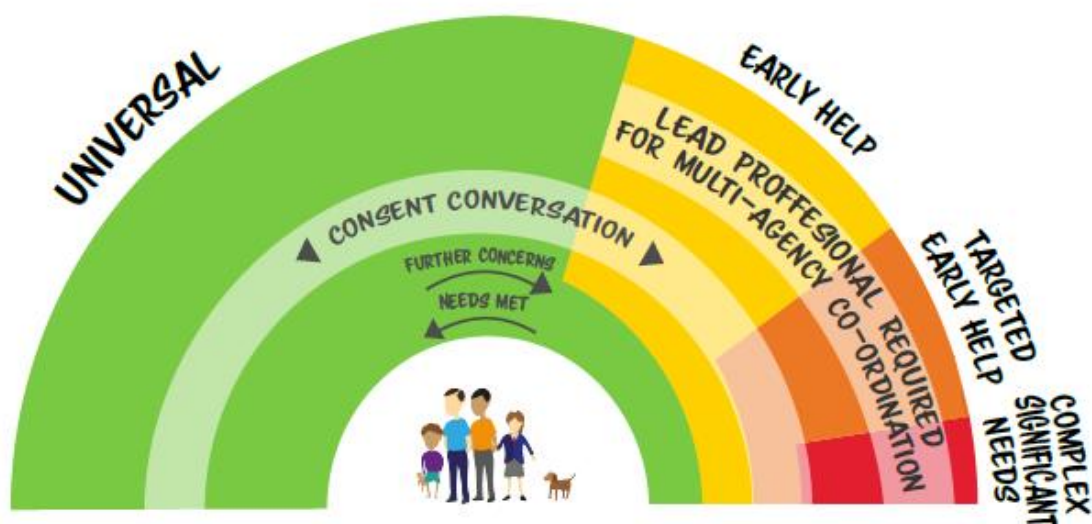 UNIVERSAL
EARLY HELP
TARGETED
EARLY HELP
COMPLEX
SIGNIFICANT
NEEDS
LEAD PROFFESIONAL REQUIRED
FOR MULTI-AGENCY CO-ORDINATION
CONSENT CONVERSATION
FURTHER CONCERNS
NEEDS MET